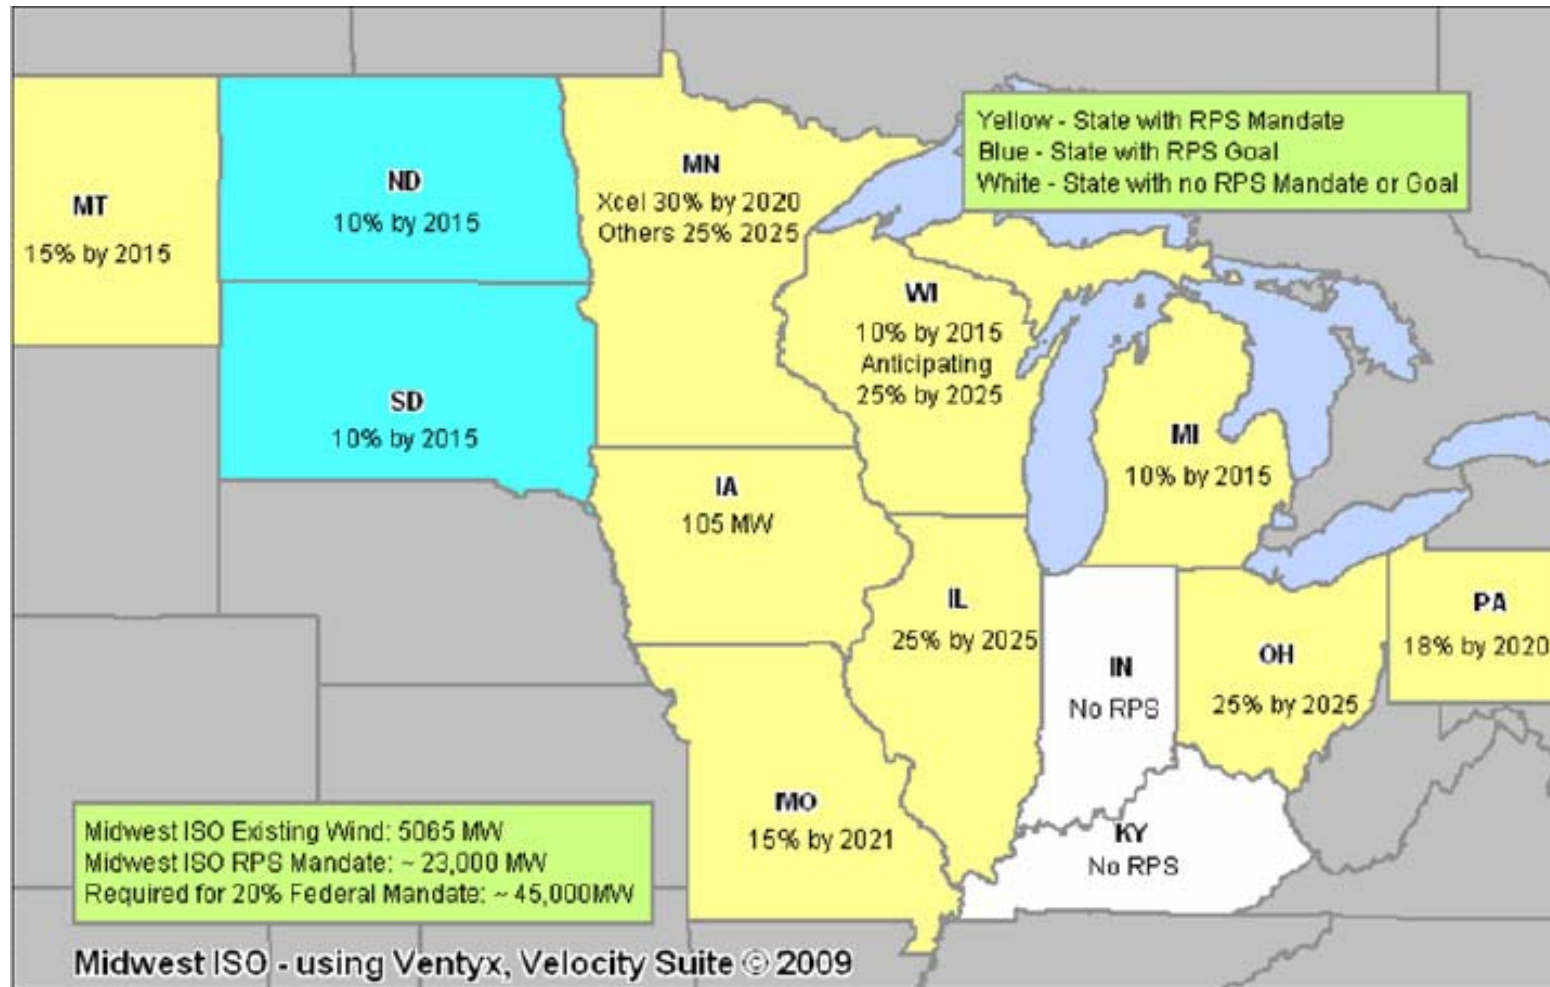 Yellow - State with RPS Mandate
Blue - State with RPS Goal
White - State with no RPS Mandate or Goal
MT
15% by 2015
ND
10% by 2015
SD
10% by 2015
MN
Xcel 30% by 2020
Others 25% 2025
WI
10% by 2015
Anticipating
25% by 2025
MI
10% by 2015
IA
105 MW
IL
25% by 2025
IN
No RPS
OH
25% by 2025
PA
18% by 2020
MO
15% by 2021
KY
No RPS
Midwest ISO Existing Wind: 5065 MW
Midwest ISO RPS Mandate: ~ 23,000 MW
Required for 20% Federal Mandate: ~ 45,000MW
Midwest ISO - using Ventyx, Velocity Suite © 2009